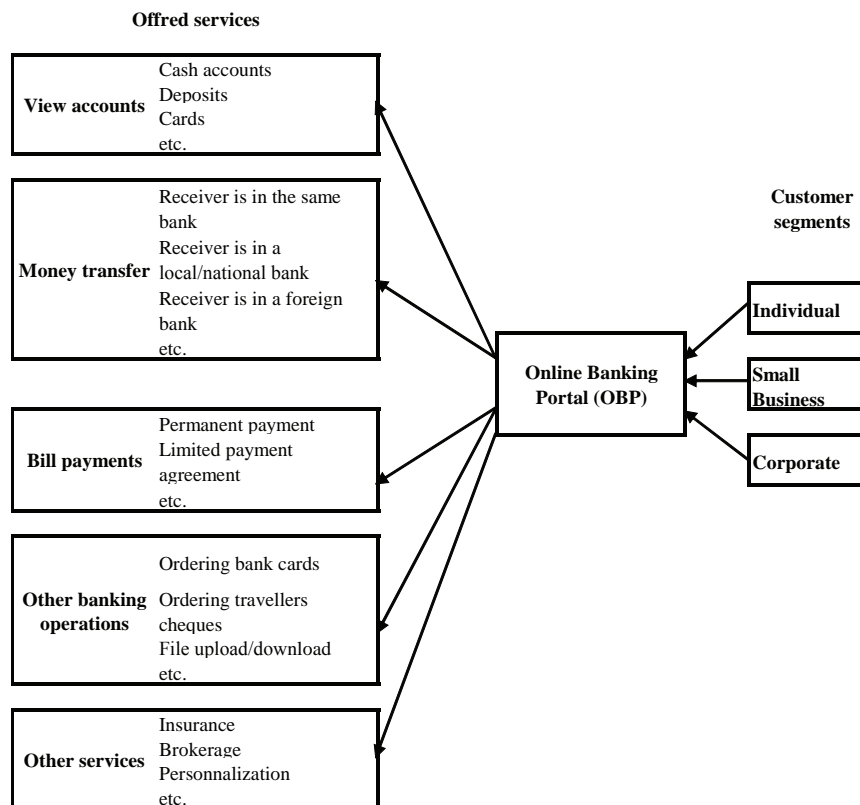 Offred services
View accounts
Cash accounts
Deposits
Cards
etc.
Money transfer
Receiver is in the same
bank
Receiver is in a
local/national bank
Receiver is in a foreign
bank
etc.
Bill payments
Permanent payment
Limited payment
agreement
etc.
Other banking
operations
Ordering bank cards
Ordering travellers
cheques
File upload/download
etc.
Other services
Insurance
Brokerage
Personnalization
etc.
Online Banking
Portal (OBP)
Customer
segments
Individual
Small
Business
Corporate